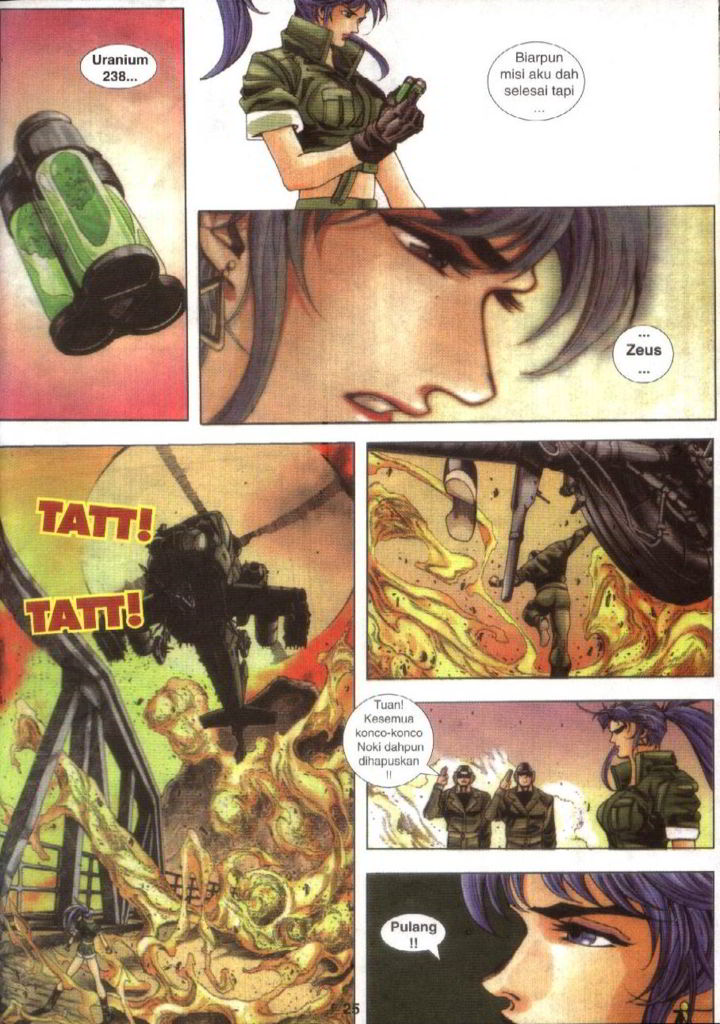 Uranium
238...
Biarpun
misi aku dah
selesai tapi
...
...
Zeus
...
TATT!
TATT!
Tuan!
Kesemua
konco-konco
Noki dahpun
dihapuskan
!!
Pulang
!!
25